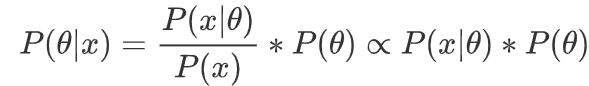 P(θ|x) = P(x|θ) / P(x) * P(θ) ∝ P(x|θ) * P(θ)